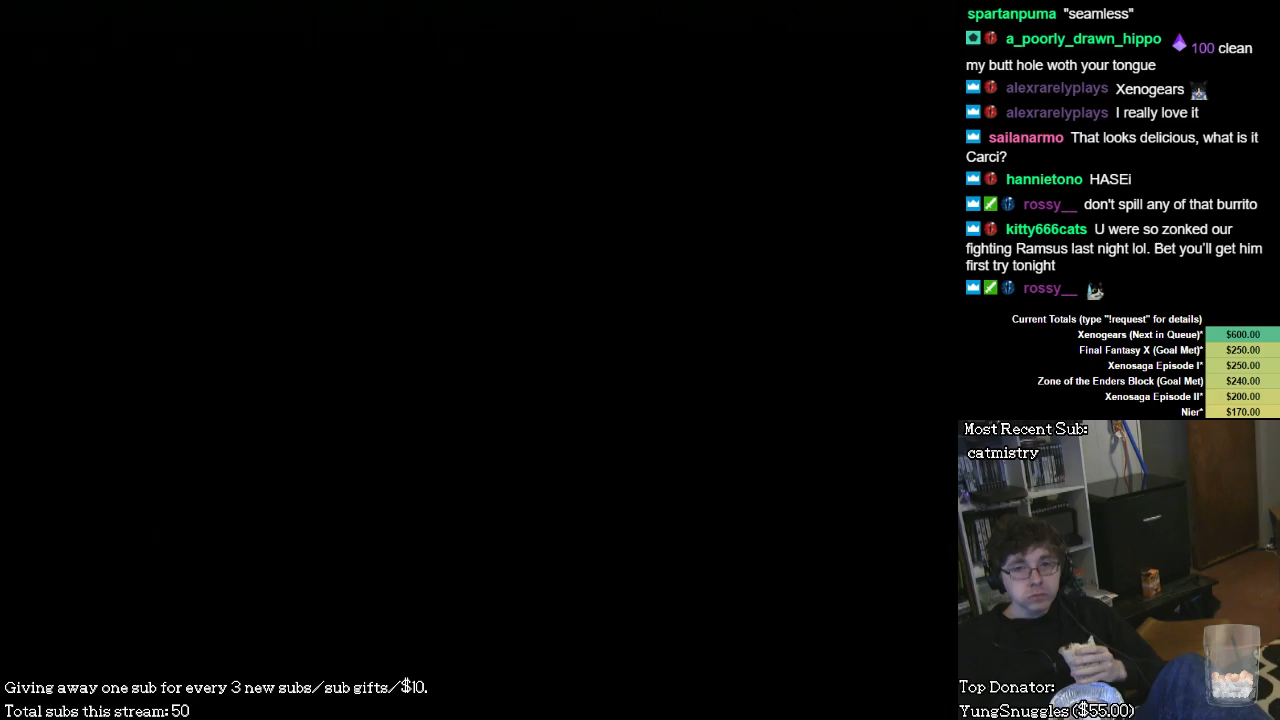 spartanpuma "seamless"
a_poorly_drawn_hippo 100 clean
my butt hole woth your tongue
alexrarelyplays Xenogears
alexrarelyplays I really love it
sailanarmo That looks delicious, what is it
Carci?
hannietono HASEi
rossy__ don't spill any of that burrito
kitty666cats U were so zonked our
fighting Ramsus last night lol. Bet you'll get him
first try tonight
rossy__
Current Totals (type "!request" for details)
Xenogears (Next in Queue)* $600.00
Final Fantasy X (Goal Met)* $250.00
Xenosaga Episode I* $250.00
Zone of the Enders Block (Goal Met) $240.00
Xenosaga Episode II* $200.00
Nier* $170.00
Most Recent Sub:
catmistry
Top Donator:
YungSnuggles ($55.00)
Giving away one sub for every 3 new subs/sub gifts/$10.
Total subs this stream: 50